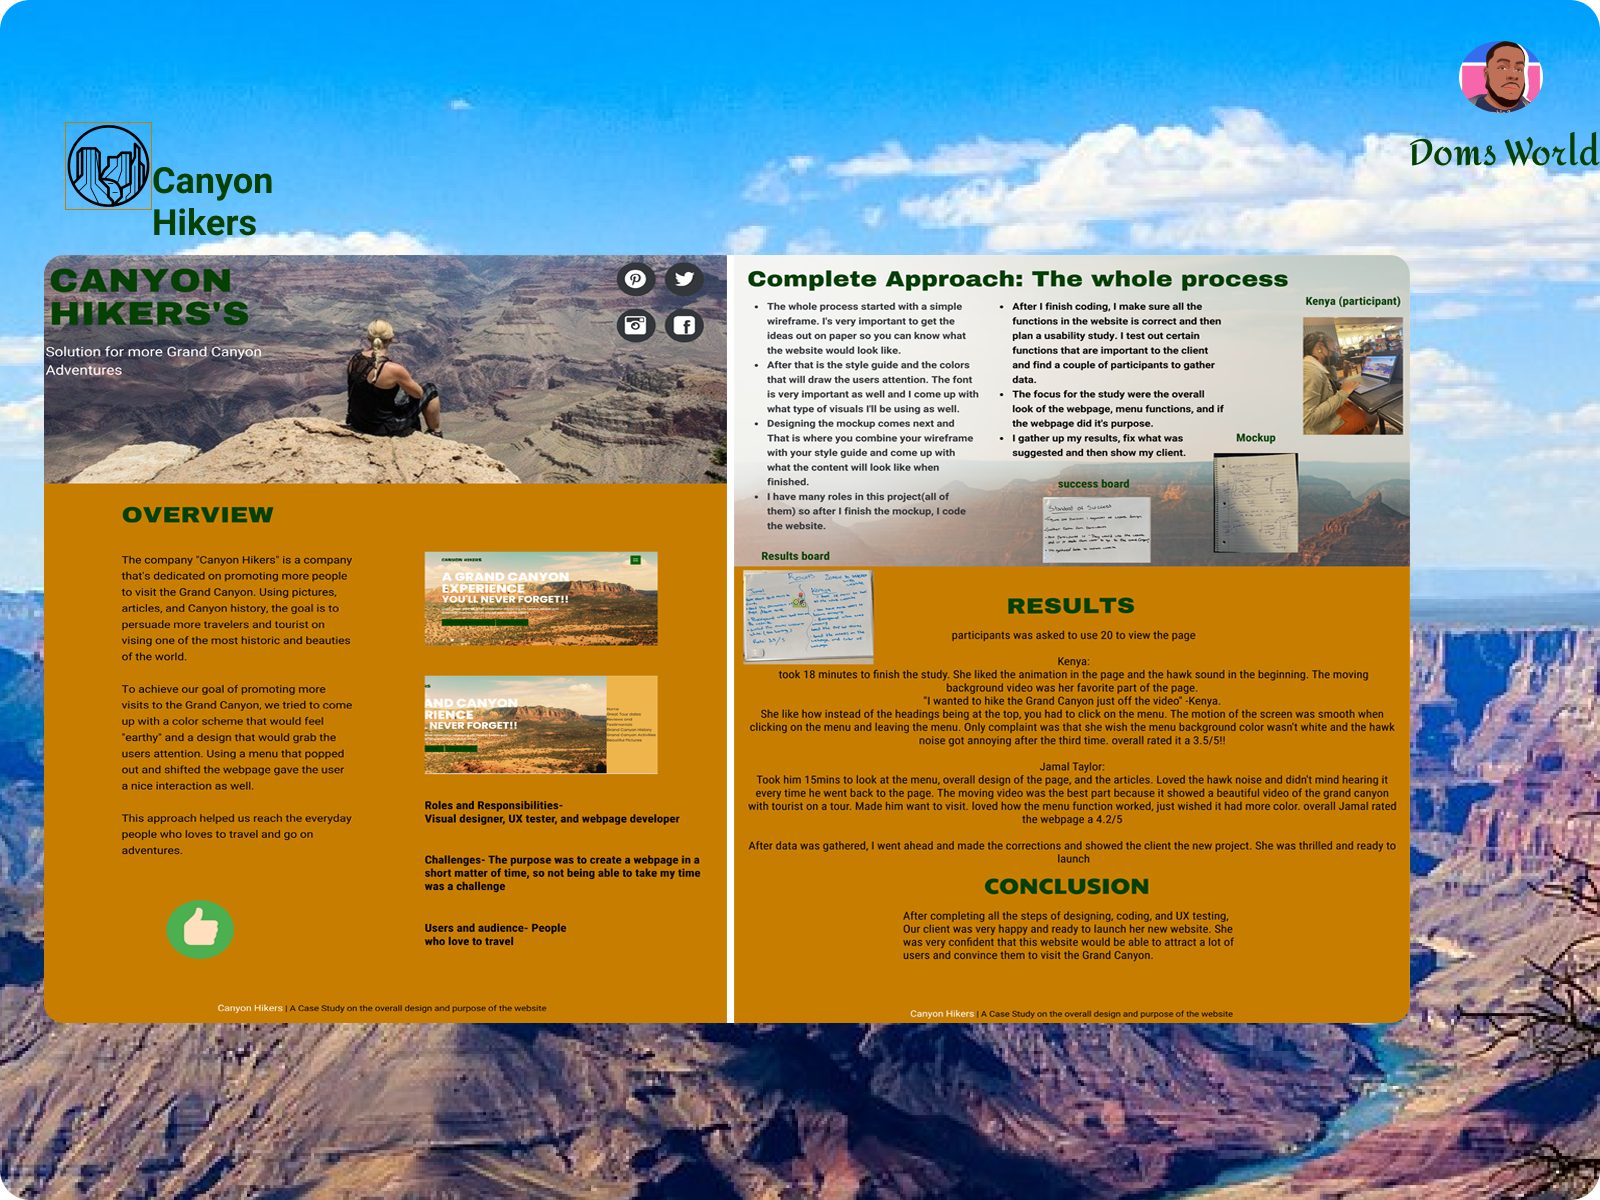 Doms World
Canyon
Hikers
CANYON
HIKERS'S
Solution for more Grand Canyon
Adventures
OVERVIEW
The company "Canyon Hikers" is a company
that's dedicated on promoting more people
to visit the Grand Canyon. Using pictures,
articles, and Canyon history, the goal is to
persuade more travelers and tourist on
vising one of the most historic and beauties
of the world.
To achieve our goal of promoting more
visits to the Grand Canyon, we tried to come
up with a color scheme that would feel
"earthy" and a design that would grab the
users attention. Using a menu that popped
out and shifted the webpage gave the user
a nice interaction as well.
This approach helped us reach the everyday
people who loves to travel and go on
adventures.
CANYON HIKERS
A GRAND CANYON
EXPERIENCE
YOU'LL NEVER FORGET!!
AND CANYON
RIENCE
. NEVER FORGET!!
Roles and Responsibilities-
Visual designer, UX tester, and webpage developer
Challenges- The purpose was to create a webpage in a
short matter of time, so not being able to take my time
was a challenge
Users and audience- People
who love to travel
Canyon Hikers | A Case Study on the overall design and purpose of the website
Complete Approach: The whole process
• The whole process started with a simple
wireframe. I's very important to get the
ideas out on paper so you can know what
the website would look like.
• After that is the style guide and the colors
that will draw the users attention. The font
is very important as well and I come up with
what type of visuals I'll be using as well.
• Designing the mockup comes next and
That is where you combine your wireframe
with your style guide and come up with
what the content will look like when
finished.
• I have many roles in this project(all of
them) so after I finish the mockup, I code
the website.
• After I finish coding, I make sure all the
functions in the website is correct and then
plan a usability study. I test out certain
functions that are important to the client
and find a couple of participants to gather
data.
• The focus for the study were the overall
look of the webpage, menu functions, and if
the webpage did it's purpose.
• I gather up my results, fix what was
suggested and then show my client.
Kenya (participant)
Mockup
success board
Standard of Success
Results board
RESULTS
participants was asked to use 20 to view the page
Kenya:
took 18 minutes to finish the study. She liked the animation in the page and the hawk sound in the beginning. The moving
background video was her favorite part of the page.
"I wanted to hike the Grand Canyon just off the video" -Kenya.
She like how instead of the headings being at the top, you had to click on the menu. The motion of the screen was smooth when
clicking on the menu and leaving the menu. Only complaint was that she wish the menu background color wasn't white and the hawk
noise got annoying after the third time. overall rated it a 3.5/5!!
Jamal Taylor:
Took him 15mins to look at the menu, overall design of the page, and the articles. Loved the hawk noise and didn't mind hearing it
every time he went back to the page. The moving video was the best part because it showed a beautiful video of the grand canyon
with tourist on a tour. Made him want to visit. loved how the menu function worked, just wished it had more color. overall Jamal rated
the webpage a 4.2/5
After data was gathered, I went ahead and made the corrections and showed the client the new project. She was thrilled and ready to
launch
CONCLUSION
After completing all the steps of designing, coding, and UX testing,
Our client was very happy and ready to launch her new website. She
was very confident that this website would be able to attract a lot of
users and convince them to visit the Grand Canyon.
Canyon Hikers | A Case Study on the overall design and purpose of the website